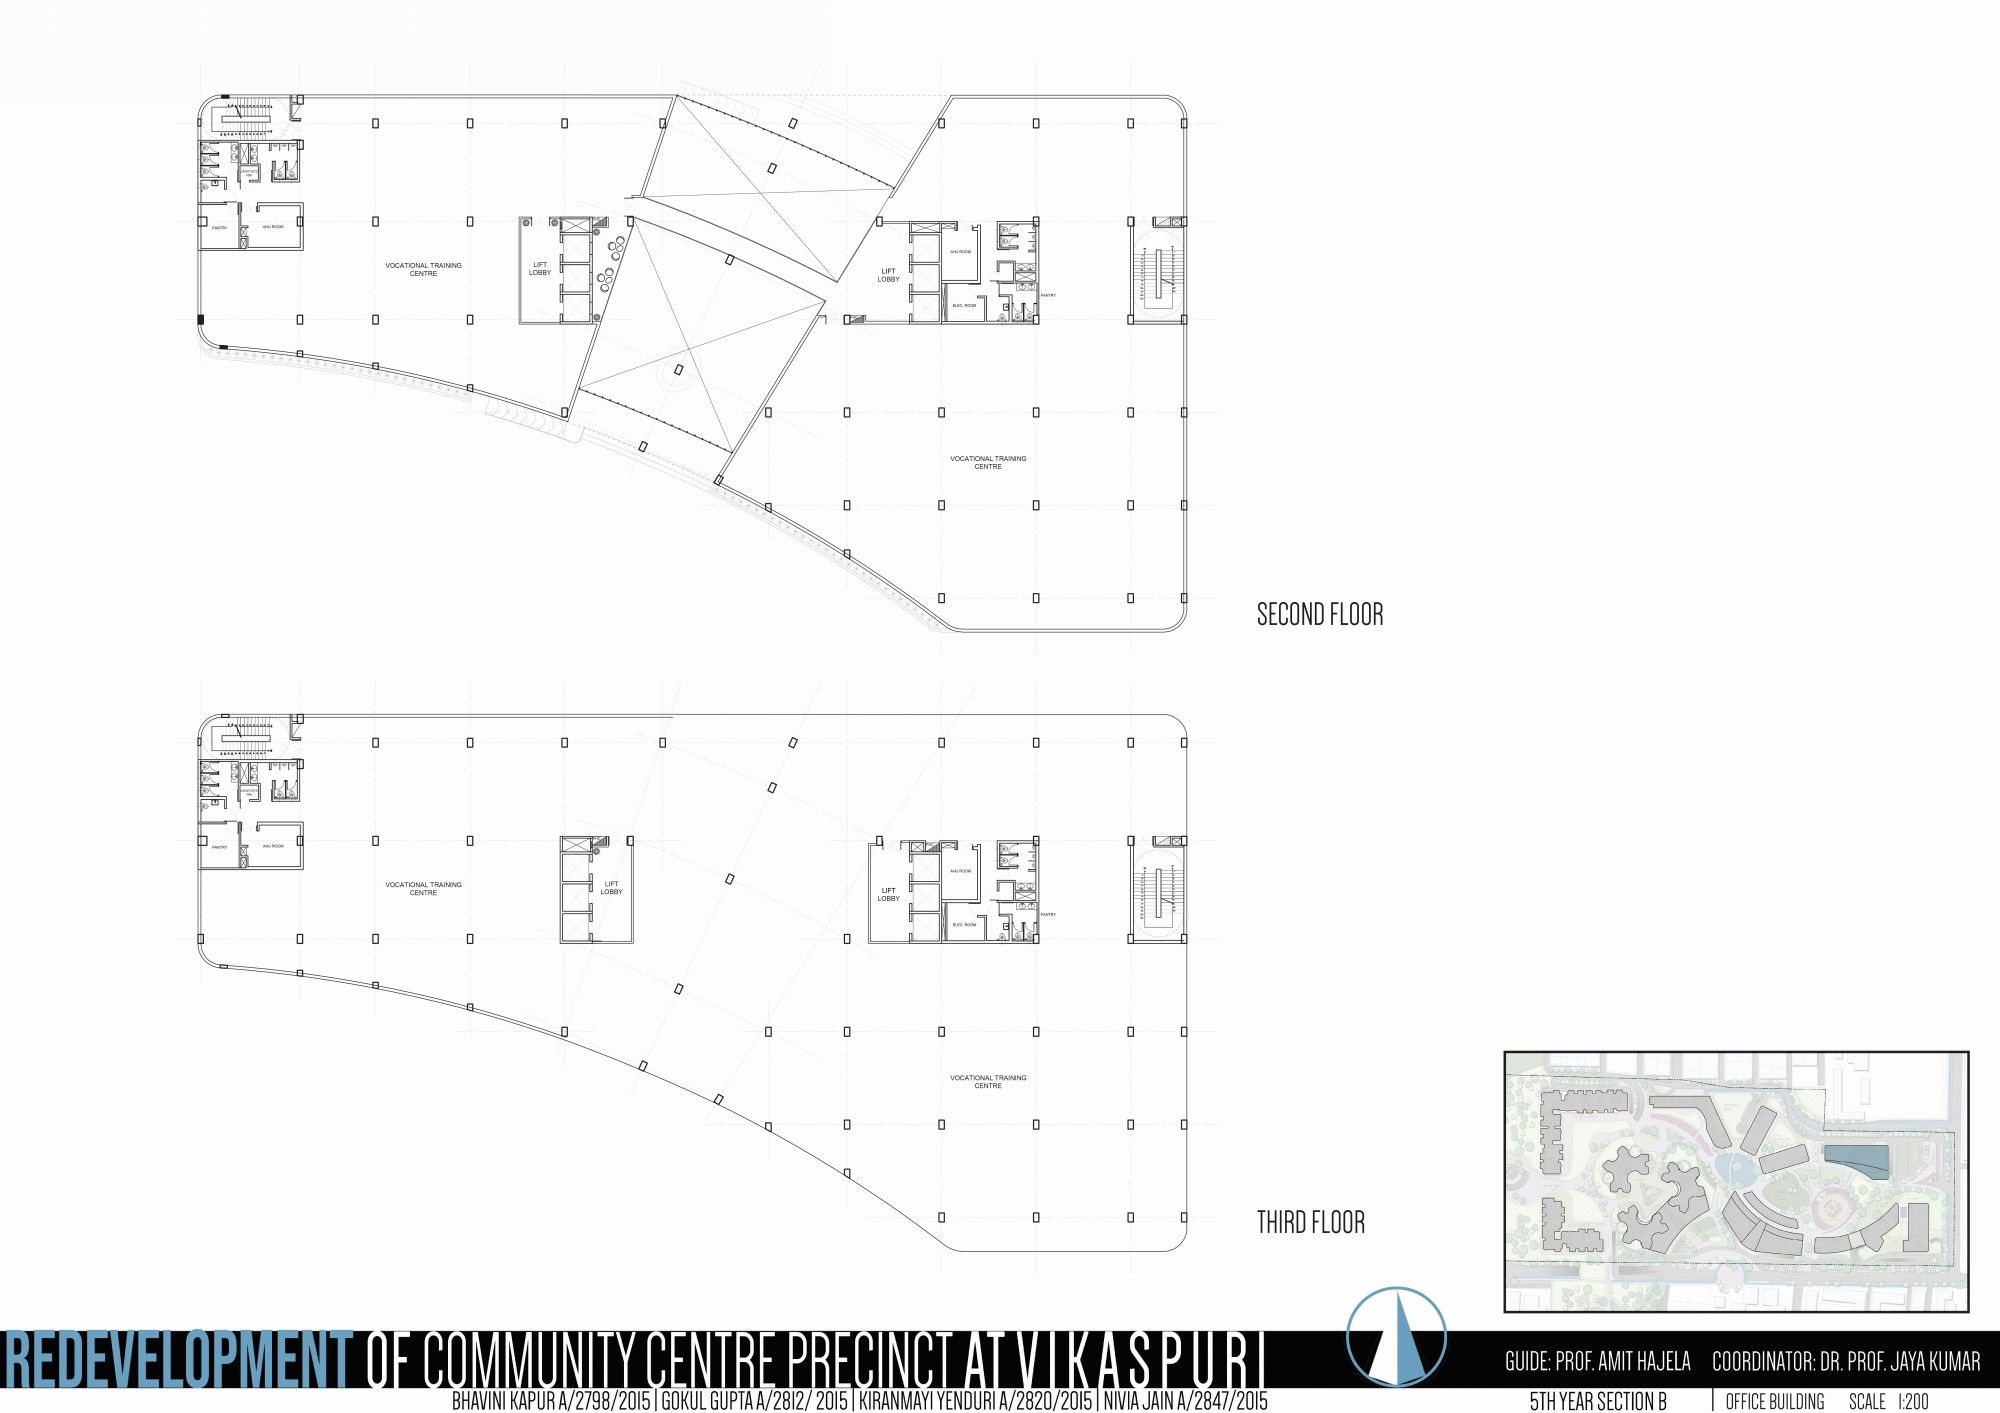 PANTRY
AHU ROOM
VOCATIONAL TRAINING
CENTRE
LIFT
LOBBY
LIFT
LOBBY
AHU ROOM
ELEC. ROOM
PANTRY
VOCATIONAL TRAINING
CENTRE
SECOND FLOOR
PANTRY
AHU ROOM
VOCATIONAL TRAINING
CENTRE
LIFT
LOBBY
LIFT
LOBBY
AHU ROOM
ELEC. ROOM
PANTRY
VOCATIONAL TRAINING
CENTRE
THIRD FLOOR
REDEVELOPMENT OF COMMUNITY CENTRE PRECINCT AT VIKASPURI
BHAVINI KAPUR A/2798/2015 | GOKUL GUPTA A/2812/ 2015 | KIRANMAYI YENDURI A/2820/2015 | NIVIA JAIN A/2847/2015
GUIDE: PROF. AMIT HAJELA COORDINATOR: DR. PROF. JAYA KUMAR
5TH YEAR SECTION B | OFFICE BUILDING SCALE 1:200